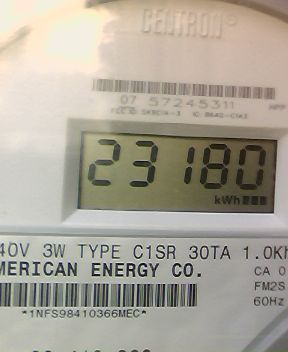 CENTRON®
07 57245311
23180
kWh
40V 3W TYPE C1SR 30TA 1.0Kh
MERICAN ENERGY CO.
CA 0
FM2S
60Hz
*1NFS98410366MEC*